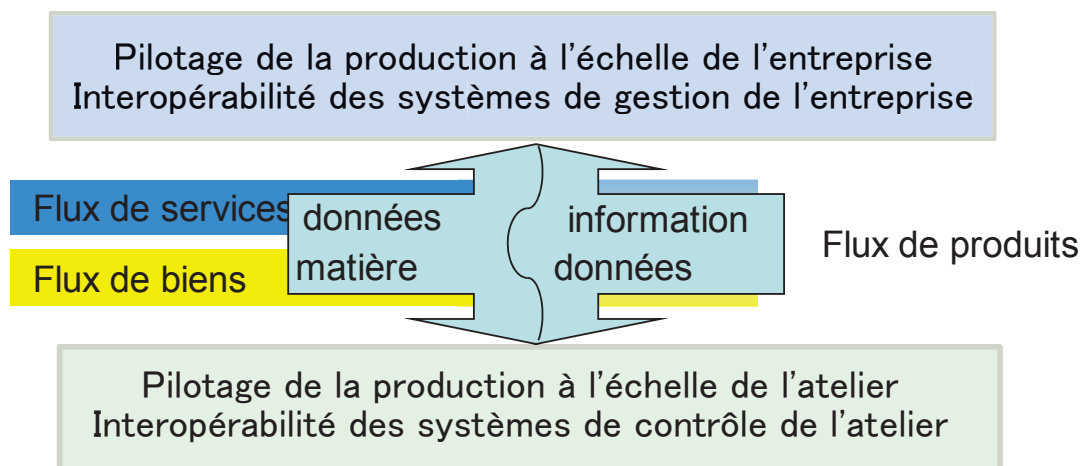 Pilotage de la production à l'échelle de l'entreprise
Interopérabilité des systèmes de gestion de l'entreprise
Flux de services
données
information
Flux de produits
Flux de biens
matière
données
Pilotage de la production à l'échelle de l'atelier
Interopérabilité des systèmes de contrôle de l'atelier